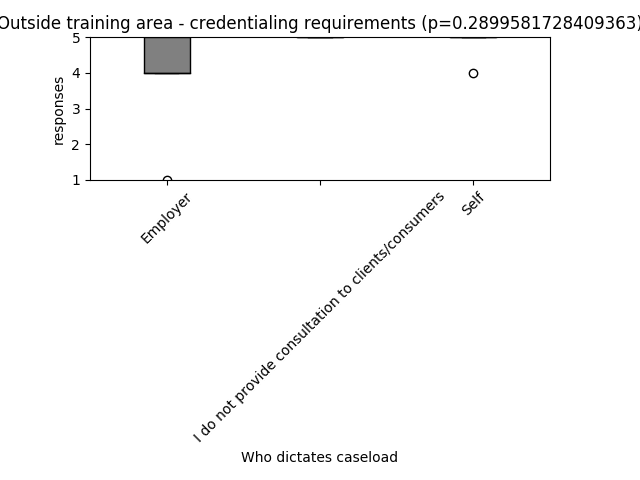 Outside training area - credentialing requirements (p=0.2899581728409363)
5
4
3
2
1
responses
Employer
I do not provide consultation to clients/consumers
Self
Who dictates caseload